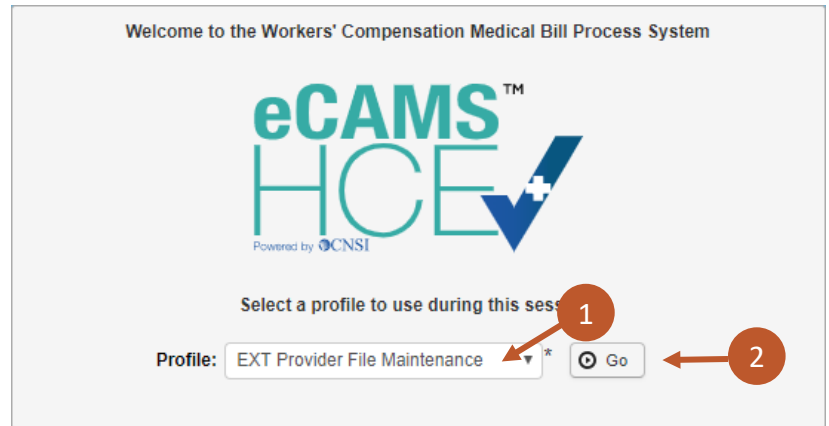 Welcome to the Workers' Compensation Medical Bill Process System
eCAMS™
HCE
Powered by CNSI
Select a profile to use during this ses
1
Profile: EXT Provider File Maintenance * Go
2